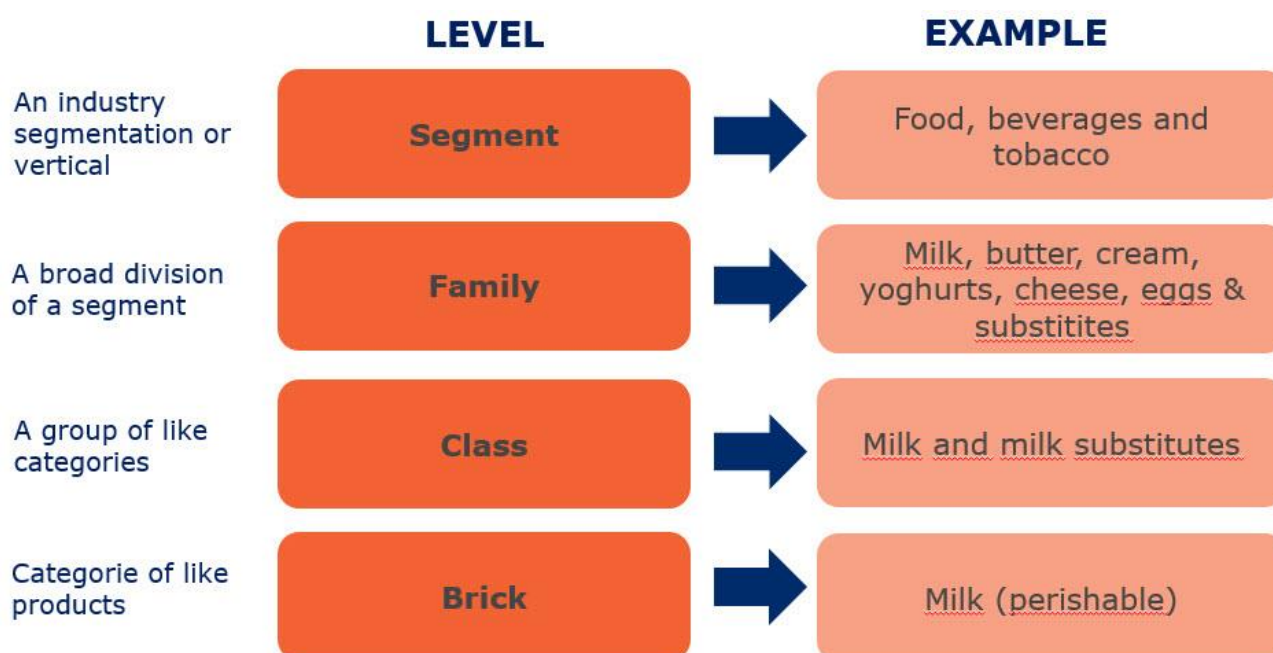 LEVEL
EXAMPLE
An industry
segmentation or
vertical
Segment
Food, beverages and
tobacco
A broad division
of a segment
Family
Milk, butter, cream,
yoghurts, cheese, eggs &
substitites
A group of like
categories
Class
Milk and milk substitutes
Categorie of like
products
Brick
Milk (perishable)